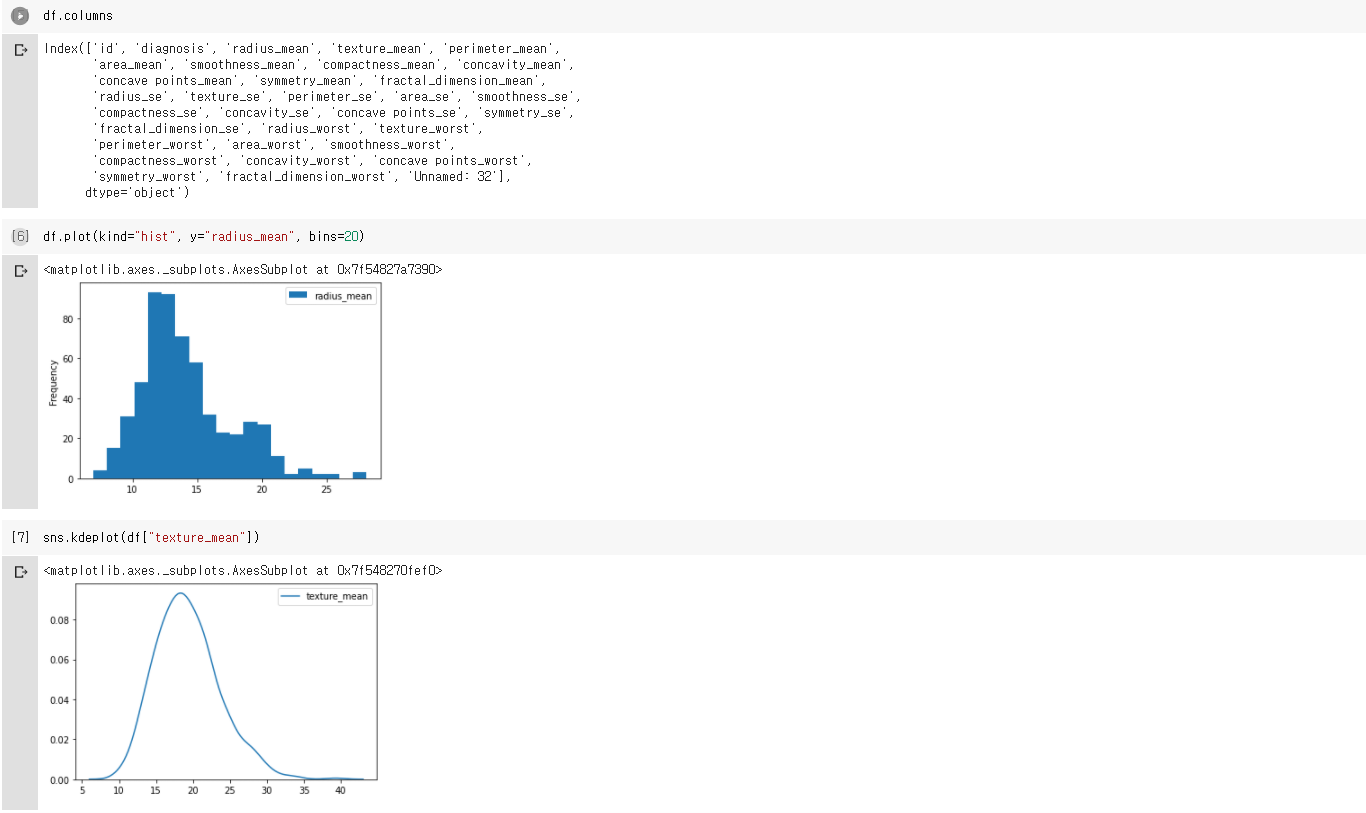 df.columns
Index(['id', 'diagnosis', 'radius_mean', 'texture_mean', 'perimeter_mean',
'area_mean', 'smoothness_mean', 'compactness_mean', 'concavity_mean',
'concave points_mean', 'symmetry_mean', 'fractal_dimension_mean',
'radius_se', 'texture_se', 'perimeter_se', 'area_se', 'smoothness_se',
'compactness_se', 'concavity_se', 'concave points_se', 'symmetry_se',
'fractal_dimension_se', 'radius_worst', 'texture_worst',
'perimeter_worst', 'area_worst', 'smoothness_worst',
'compactness_worst', 'concavity_worst', 'concave points_worst',
'symmetry_worst', 'fractal_dimension_worst', 'Unnamed: 32'],
dtype='object')
[6] df.plot(kind="hist", y="radius_mean", bins=20)
<matplotlib.axes._subplots.AxesSubplot at 0x7f54827a7390>
radius_mean
80
60
40
20
0
Frequency
10 15 20 25
[7] sns.kdeplot(df["texture_mean"])
<matplotlib.axes._subplots.AxesSubplot at 0x7f548270fef0>
texture_mean
0.08
0.06
0.04
0.02
0.00
5 10 15 20 25 30 35 40